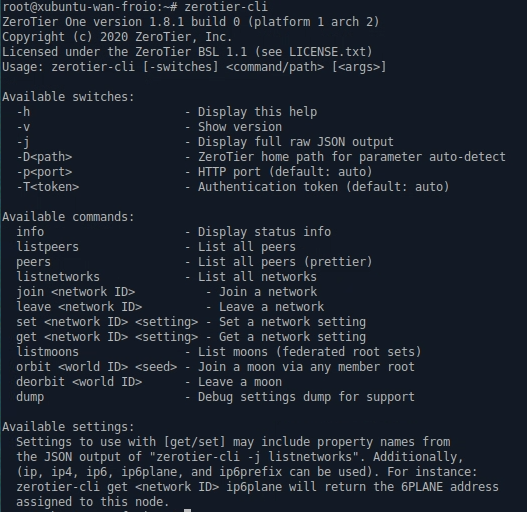 root@xubuntu-wan-froio:~# zerotier-cli
ZeroTier One version 1.8.1 build 0 (platform 1 arch 2)
Copyright (c) 2020 ZeroTier, Inc.
Licensed under the ZeroTier BSL 1.1 (see LICENSE.txt)
Usage: zerotier-cli [-switches] <command/path> [<args>]

Available switches:
  -h                      - Display this help
  -v                      - Show version
  -j                      - Display full raw JSON output
  -D<path>                - ZeroTier home path for parameter auto-detect
  -p<port>                - HTTP port (default: auto)
  -T<token>               - Authentication token (default: auto)

Available commands:
  info                    - Display status info
  listpeers               - List all peers
  peers                   - List all peers (prettier)
  listnetworks            - List all networks
  join <network ID>          - Join a network
  leave <network ID>         - Leave a network
  set <network ID> <setting> - Set a network setting
  get <network ID> <setting> - Get a network setting
  listmoons               - List moons (federated root sets)
  orbit <world ID> <seed> - Join a moon via any member root
  deorbit <world ID>      - Leave a moon
  dump                    - Debug settings dump for support

Available settings:
  Settings to use with [get/set] may include property names from
  the JSON output of "zerotier-cli -j listnetworks". Additionally,
  (ip, ip4, ip6, ip6plane, and ip6prefix can be used). For instance:
  zerotier-cli get <network ID> ip6plane will return the 6PLANE address
  assigned to this node.